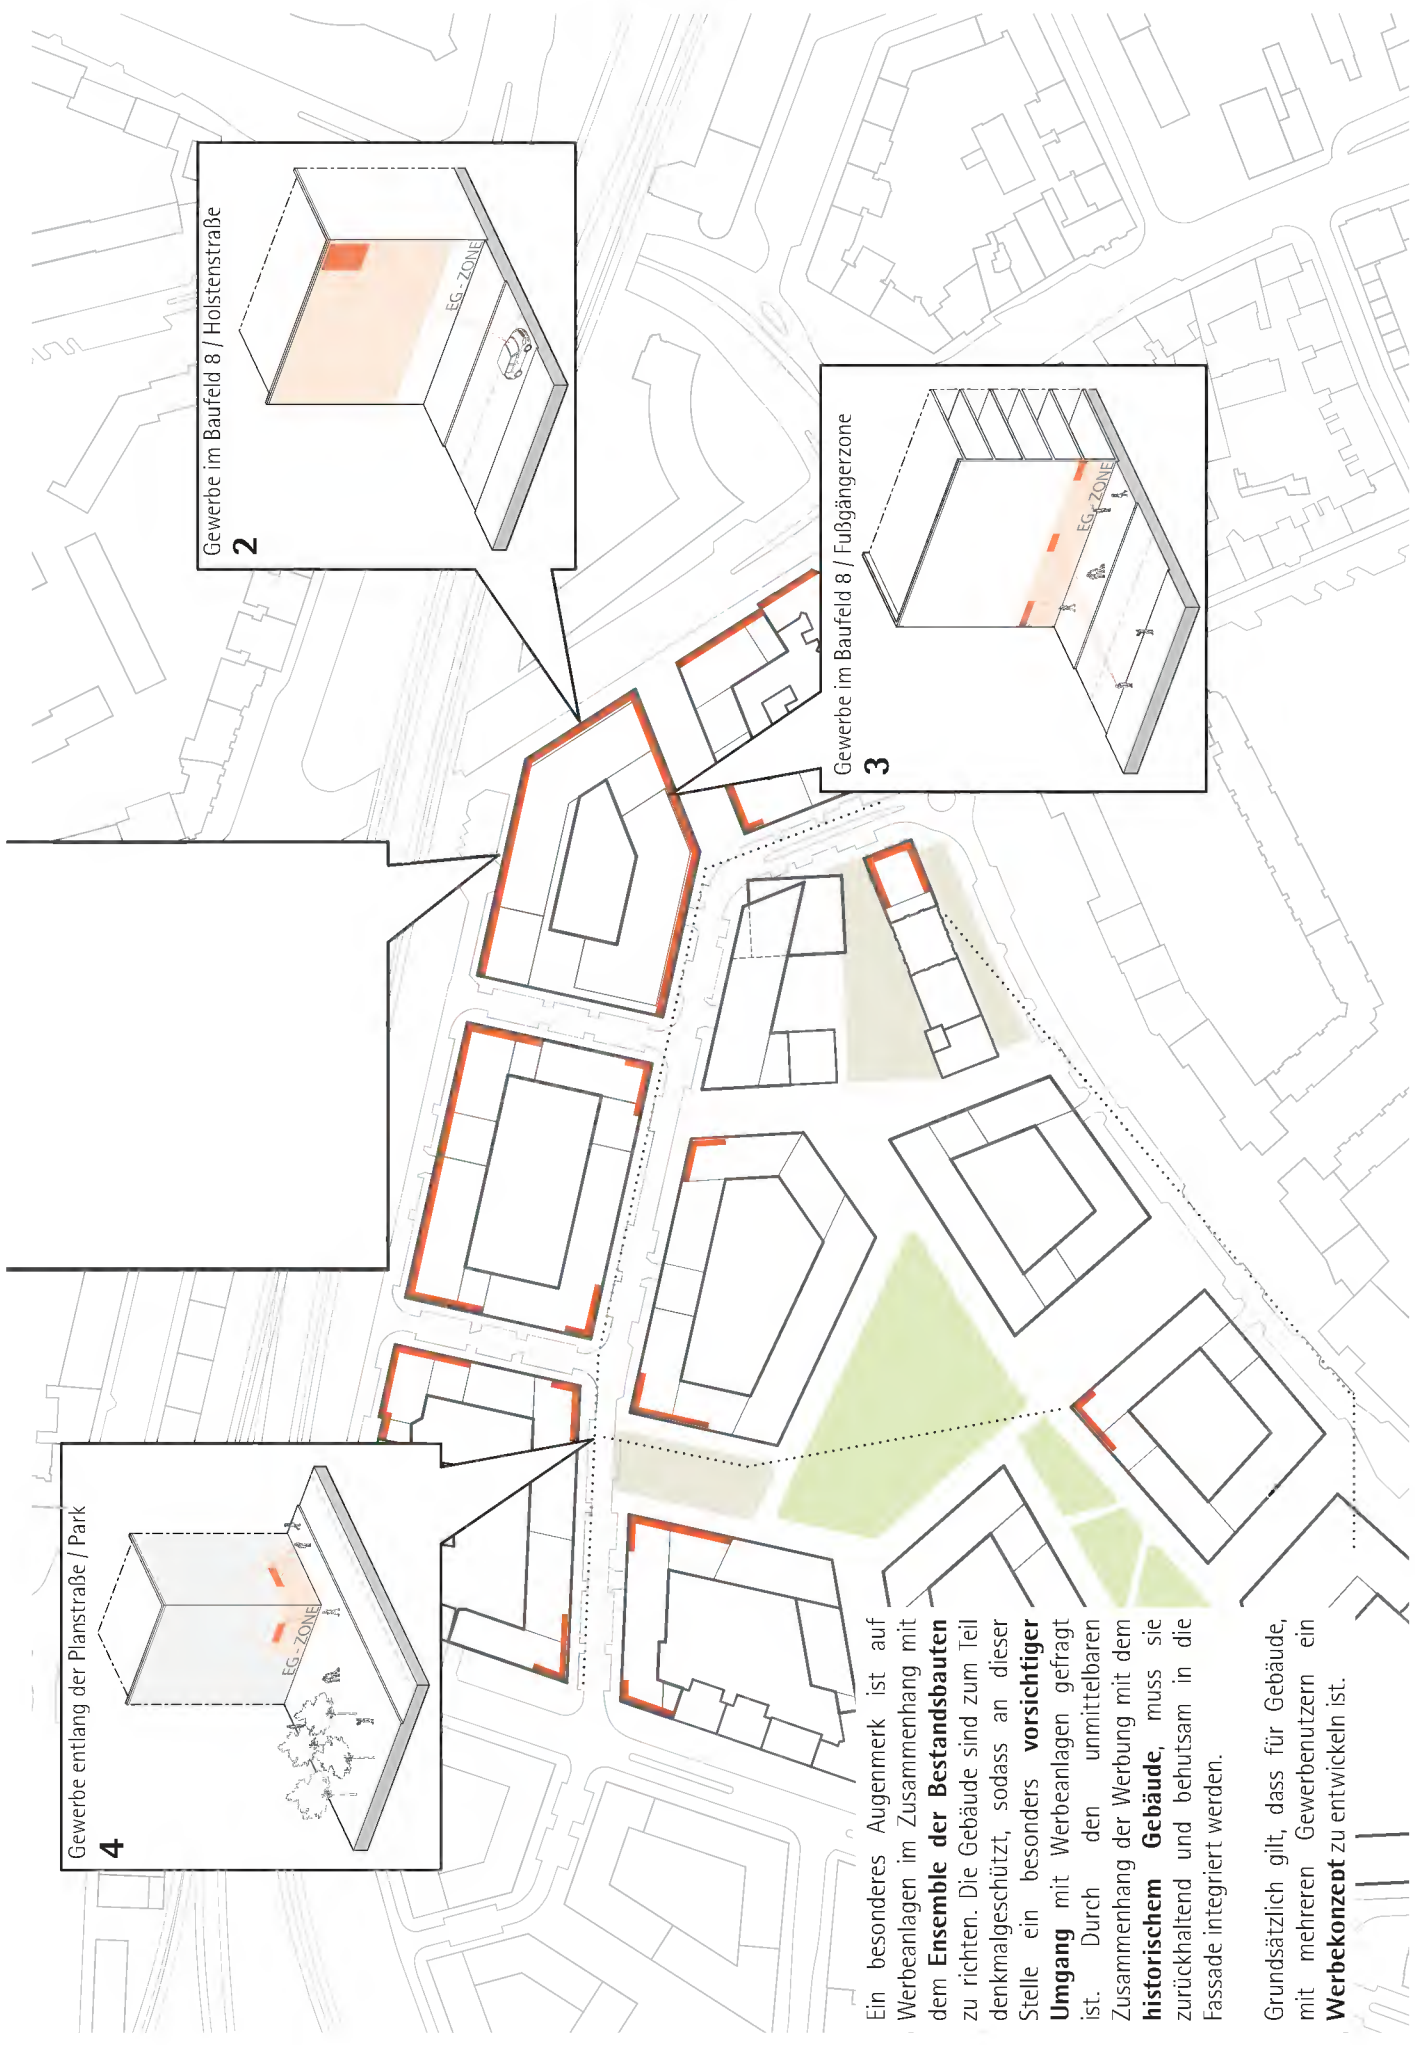 Gewerbe im Baufeld 8 / Holstenstraße
2
EG - ZONE
Gewerbe im Baufeld 8 / Fußgängerzone
3
EG - ZONE
Gewerbe entlang der Planstraße / Park
4
EG - ZONE
Ein besonderes Augenmerk ist auf
Werbeanlagen im Zusammenhang mit
dem Ensemble der Bestandsbauten
zu richten. Die Gebäude sind zum Teil
denkmalgeschützt, sodass an dieser
Stelle ein besonders vorsichtiger
Umgang mit Werbeanlagen gefragt
ist. Durch den unmittelbaren
Zusammenhang der Werbung mit dem
historischem Gebäude, muss sie
zurückhaltend und behutsam in die
Fassade integriert werden.
Grundsätzlich gilt, dass für Gebäude,
mit mehreren Gewerbenutzern ein
Werbekonzept zu entwickeln ist.